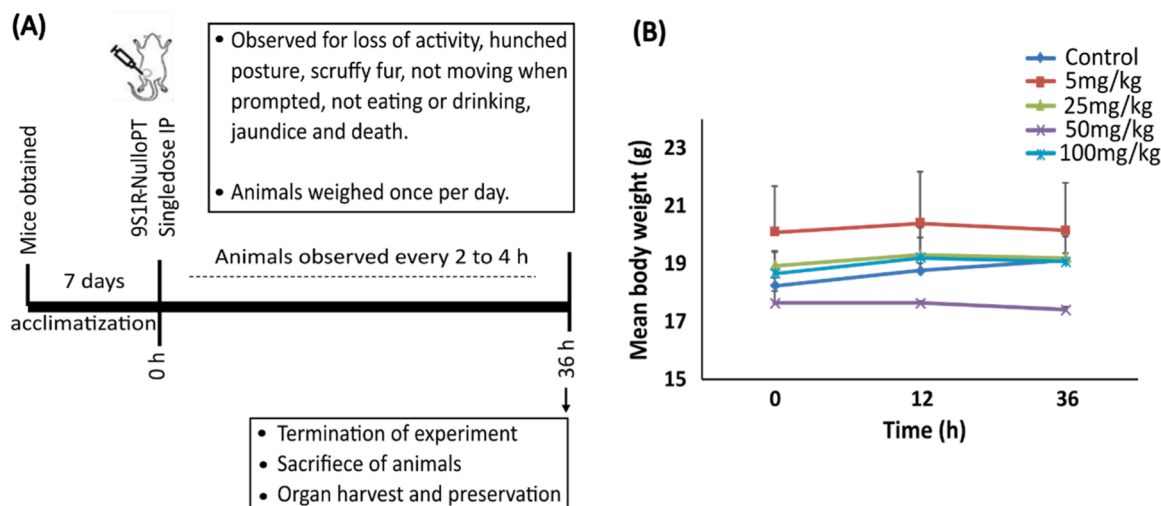 (A)
9S1R-NulloPT
Singledose IP
Mice obtained
• Observed for loss of activity, hunched
posture, scruffy fur, not moving when
prompted, not eating or drinking,
jaundice and death.
• Animals weighed once per day.
Animals observed every 2 to 4 h
7 days
acclimatization
0 h
36 h
• Termination of experiment
• Sacrifiece of animals
• Organ harvest and preservation
(B)
Control
5mg/kg
25mg/kg
50mg/kg
100mg/kg
Mean body weight (g)
23
21
19
17
15
0 12 36
Time (h)